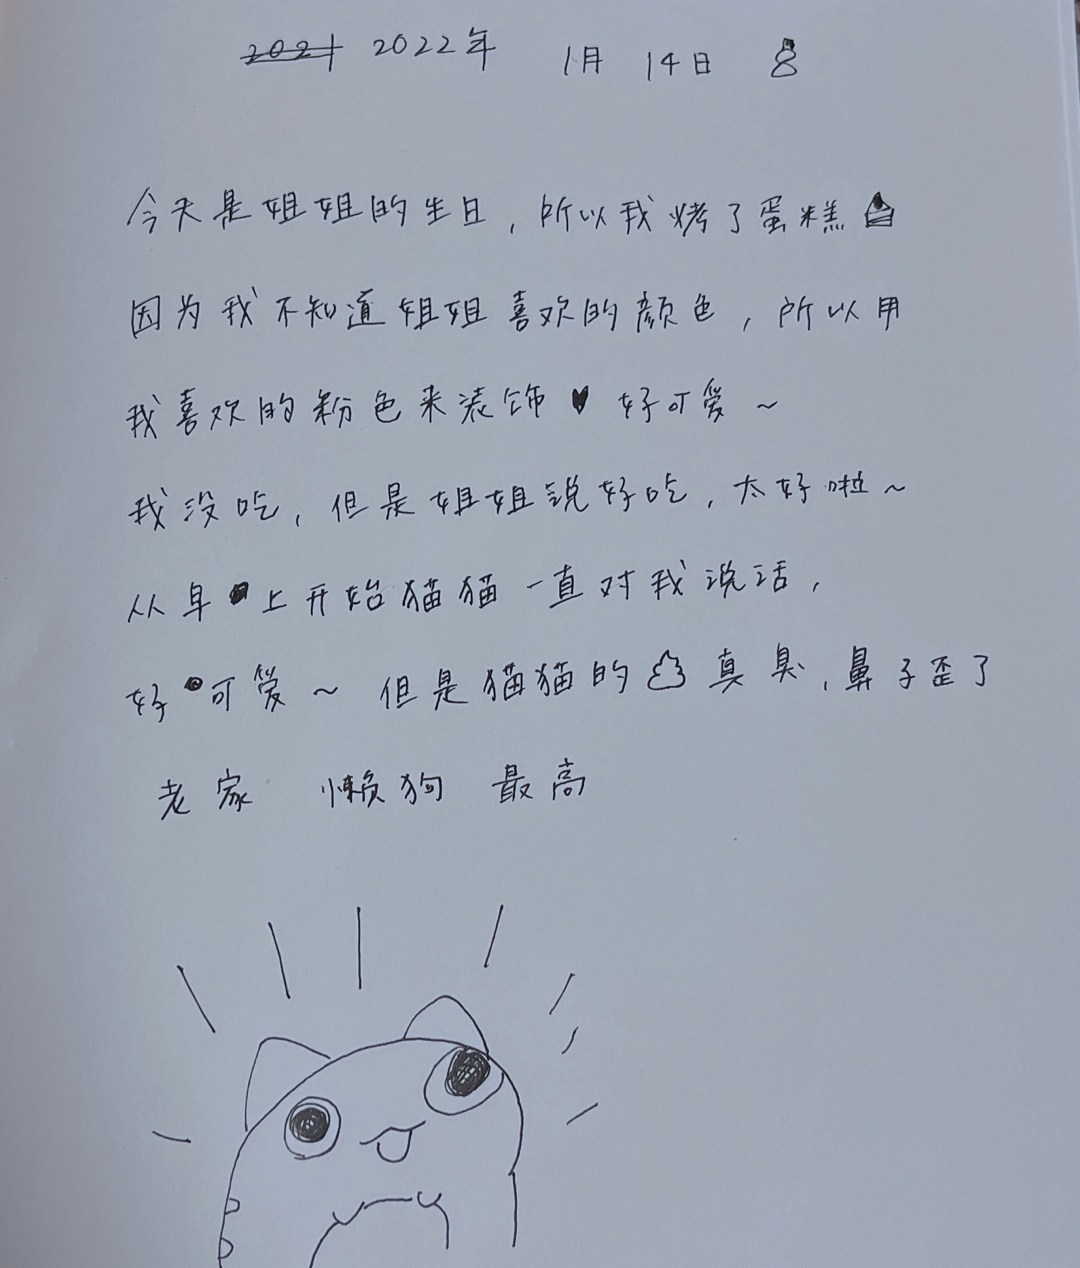 2021 2022年 1月 14日
今天是姐姐的生日,所以我烤了蛋糕
因为我不知道姐姐喜欢的颜色,所以用
我喜欢的粉色来装饰♥ 好可爱~
我没吃,但是姐姐说好吃,太好啦~
从早上开始猫猫一直对我说话,
好可爱~ 但是猫猫的💩真臭,鼻子歪了
老家 懒狗 最高